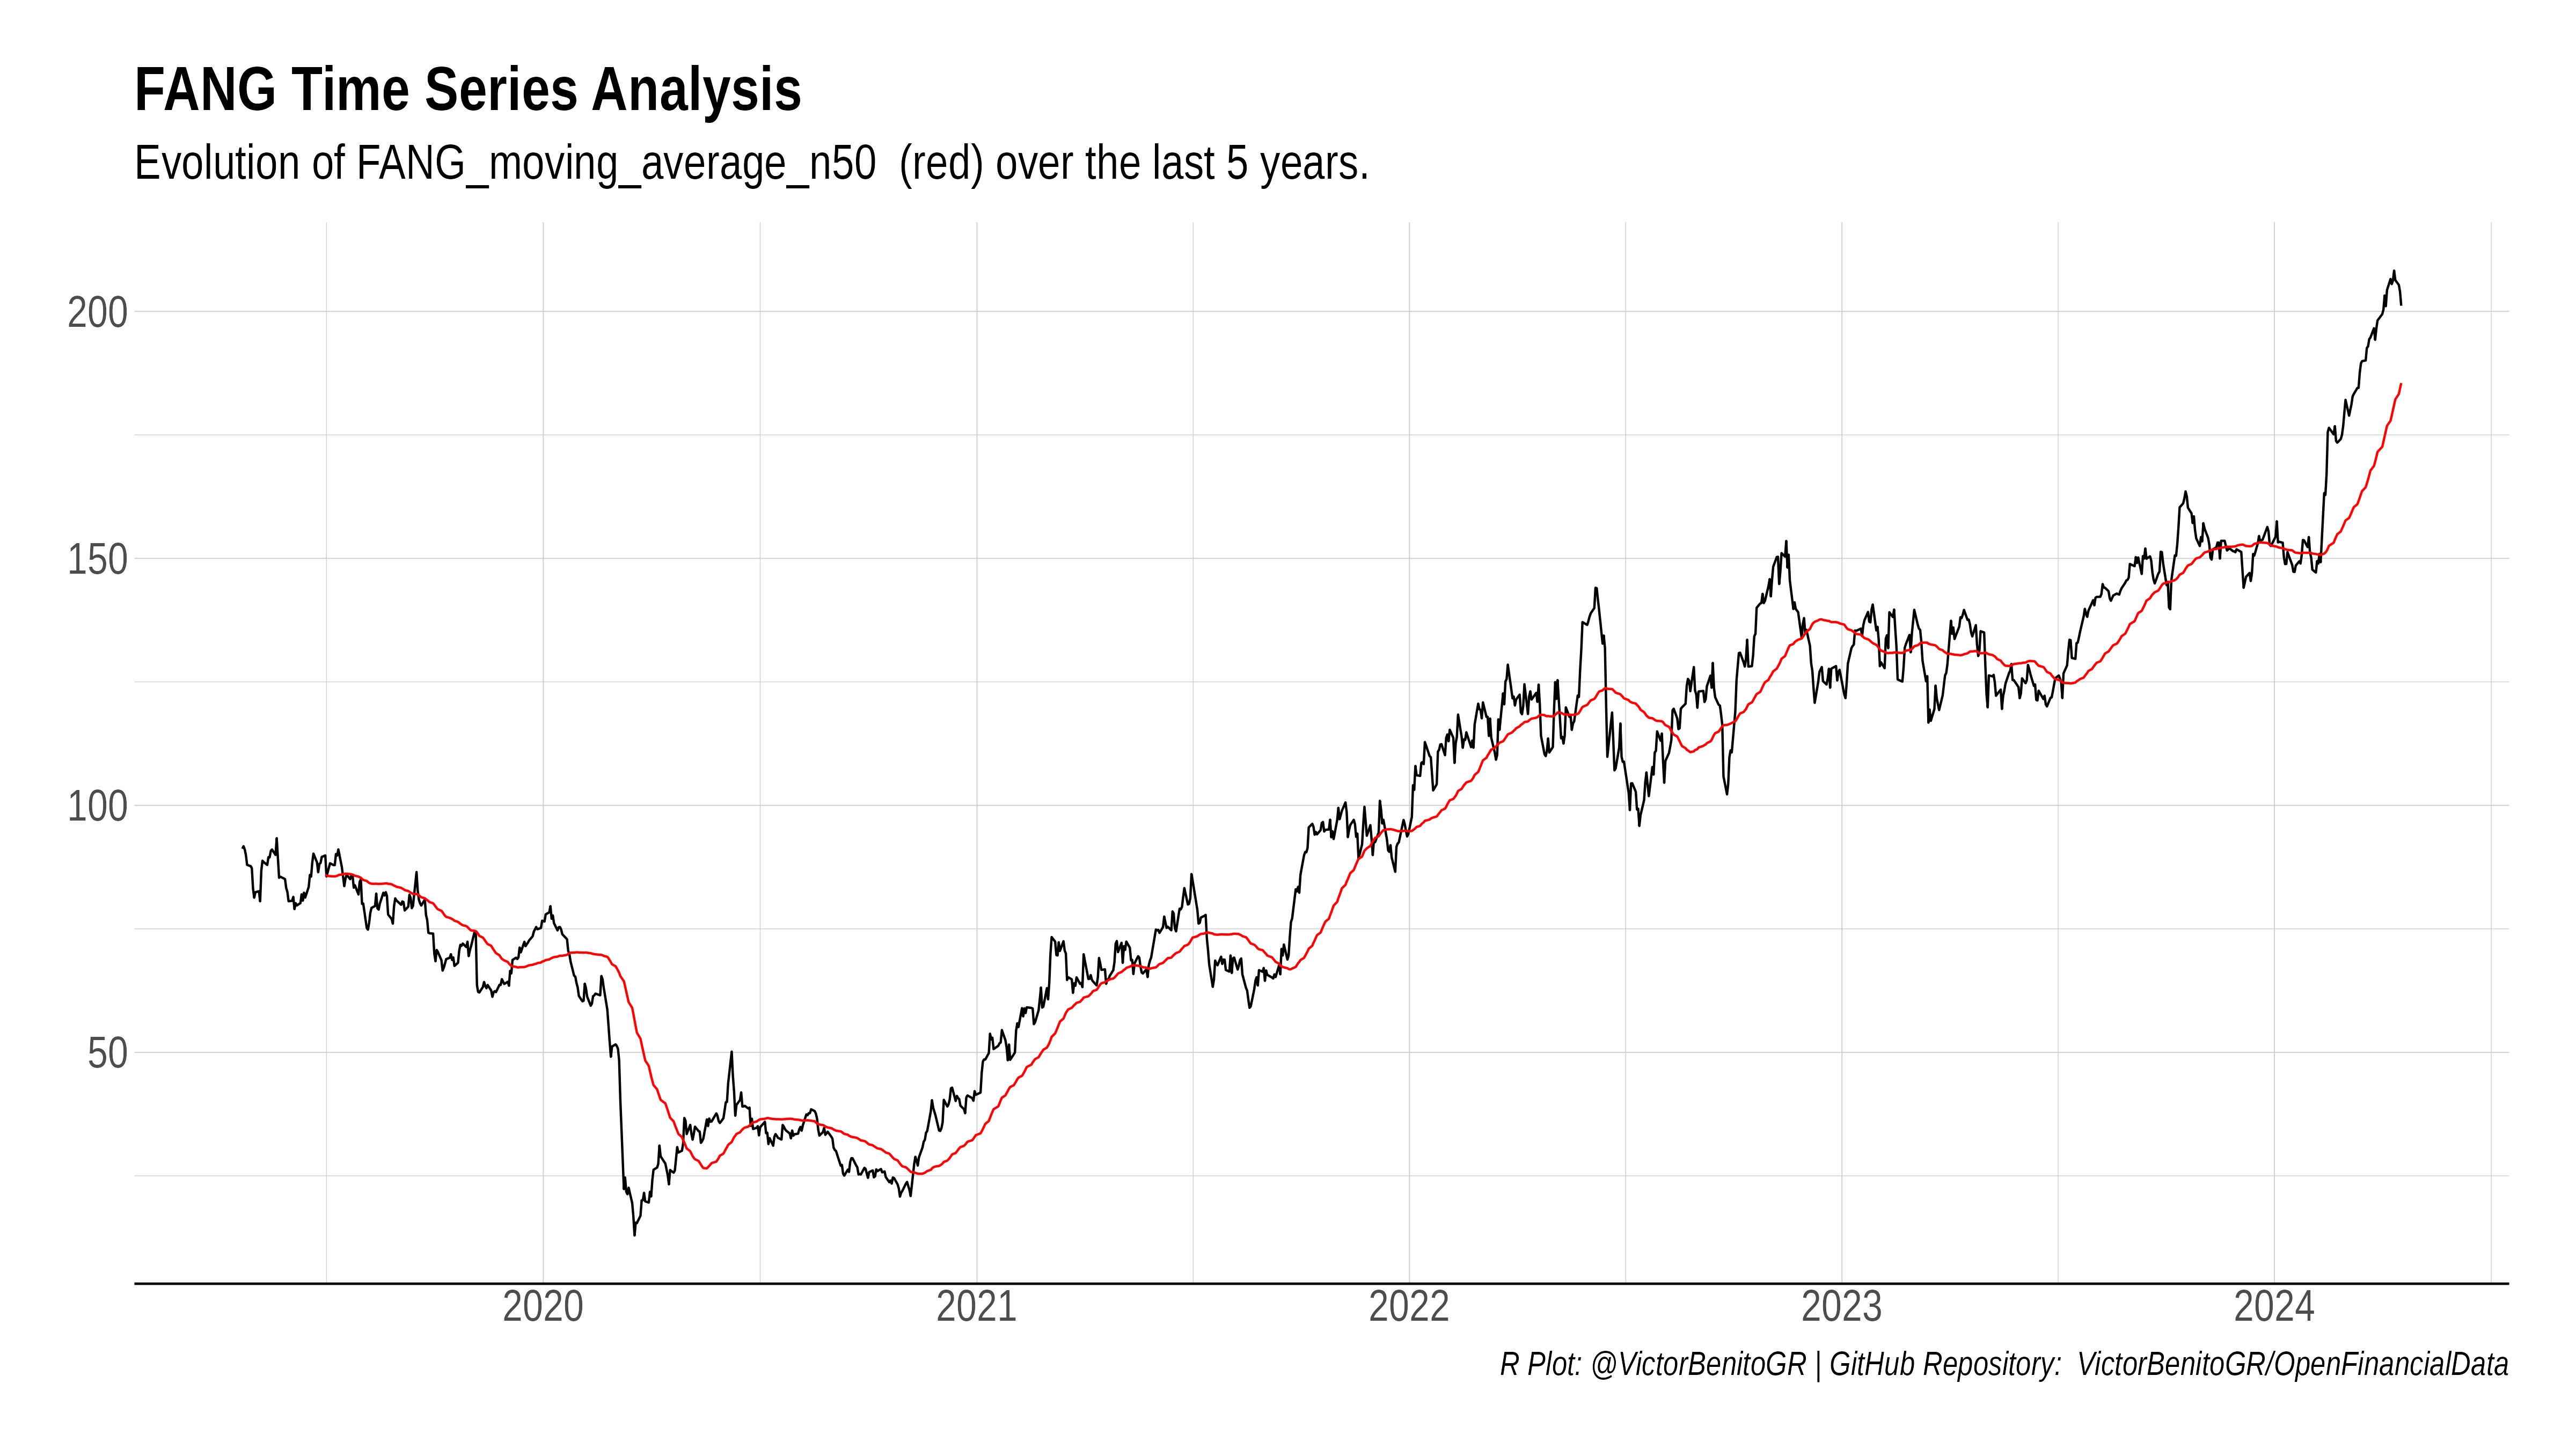 FANG Time Series Analysis
Evolution of FANG_moving_average_n50  (red) over the last 5 years.
200
150
100
50
2020 2021 2022 2023 2024
R Plot: @VictorBenitoGR | GitHub Repository:  VictorBenitoGR/OpenFinancialData